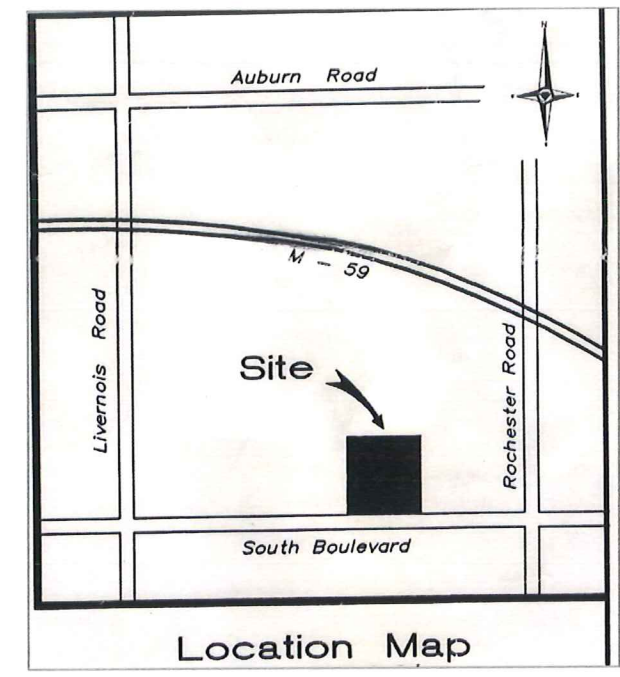 N
Auburn Road
M - 59
Livernois Road
Rochester Road
Site
South Boulevard
Location Map